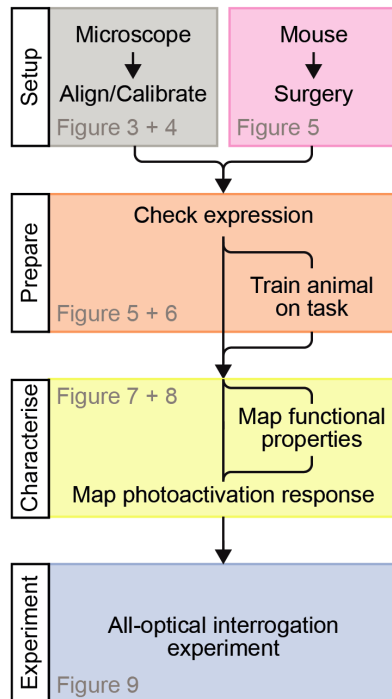 Setup
Microscope
Align/Calibrate
Figure 3 + 4
Mouse
Surgery
Figure 5
Prepare
Check expression
Train animal
on task
Figure 5 + 6
Characterise
Figure 7 + 8
Map functional
properties
Map photoactivation response
Experiment
All-optical interrogation
experiment
Figure 9